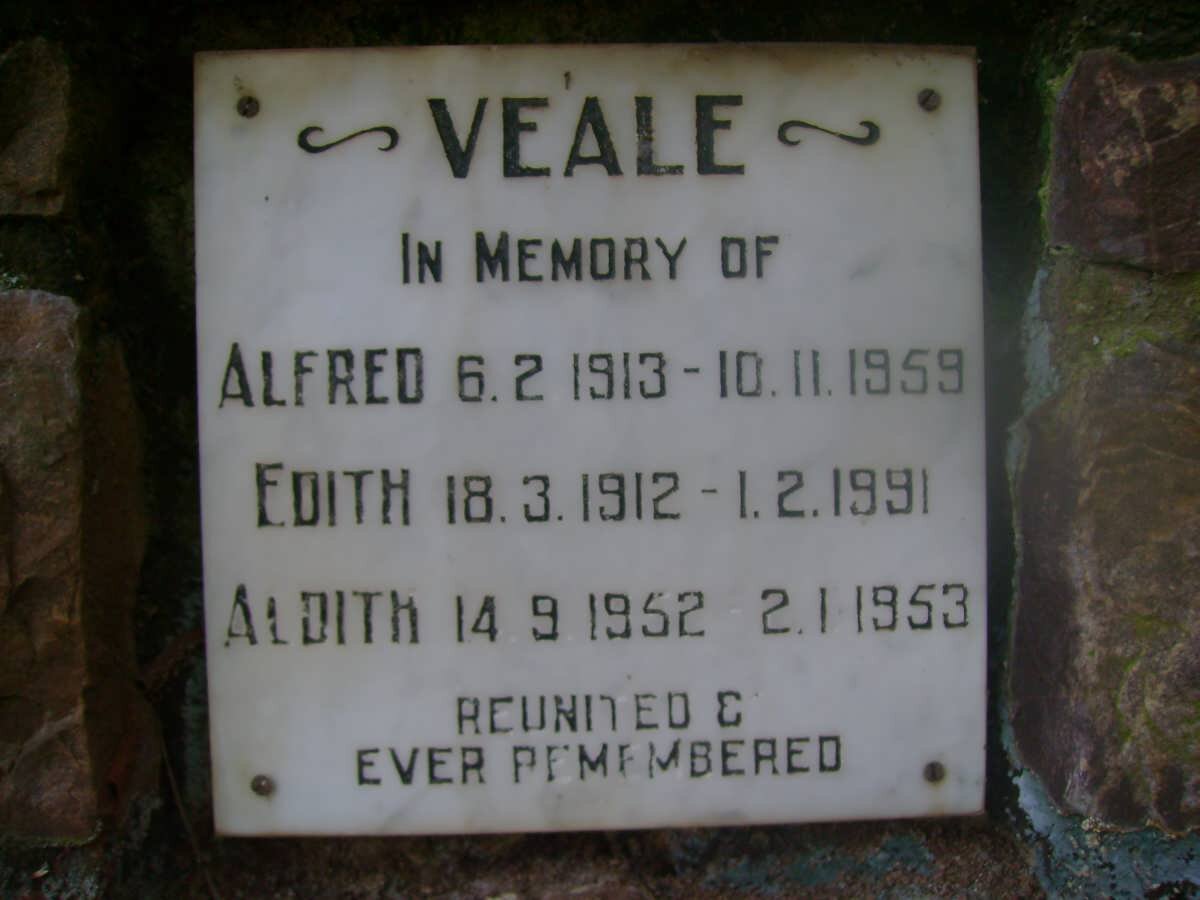 VEALE
IN MEMORY OF
ALFRED 6.2 1913 - 10.11.1959
EDITH 18.3.1912 - 1.2.1991
ALDITH 14 9 1952 2.1 1953
REUNITED &
EVER REMEMBERED